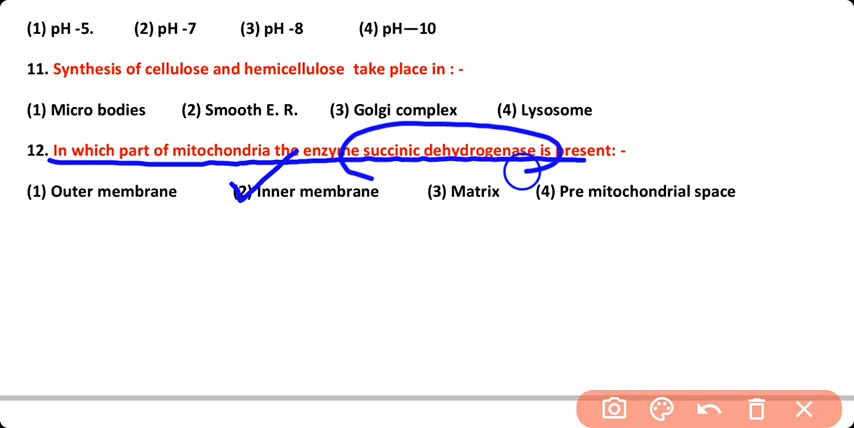 (1) pH -5. (2) pH -7 (3) pH -8 (4) pH—10
11. Synthesis of cellulose and hemicellulose take place in : -
(1) Micro bodies (2) Smooth E. R. (3) Golgi complex (4) Lysosome
12. In which part of mitochondria the enzyme succinic dehydrogenase is present: -
(1) Outer membrane (2) Inner membrane (3) Matrix (4) Pre mitochondrial space